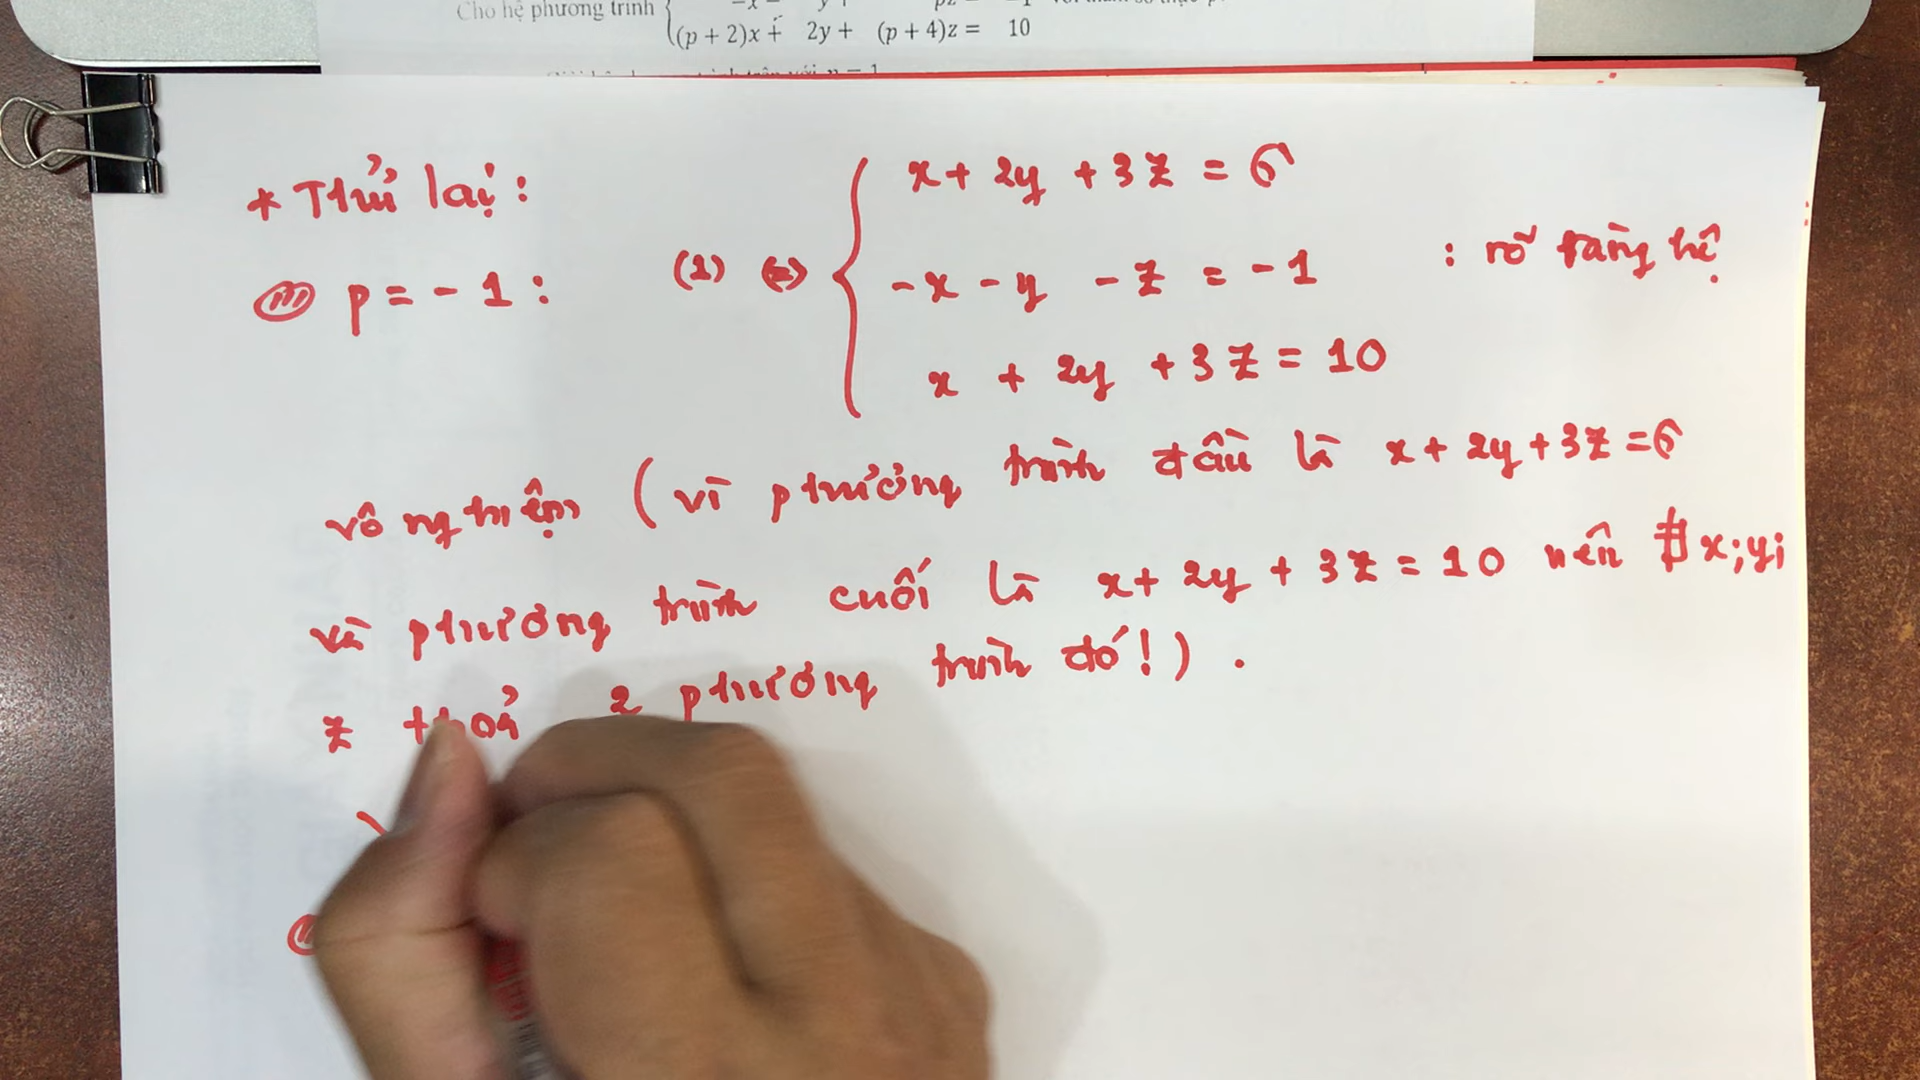 Cho hệ phương trình
(p + 2)x + 2y + (p + 4)z = 10
* Thử lại:
p = - 1 : (1) ⇔ { x + 2y + 3z = 6
-x - y - z = - 1 : rõ ràng hệ
x + 2y + 3z = 10
vô nghiệm ( vì phương trình đầu là x + 2y + 3z = 6
và phương trình cuối là x + 2y + 3z = 10 nên ∄ x; y;
z thoả 2 phương trình đó! ) .